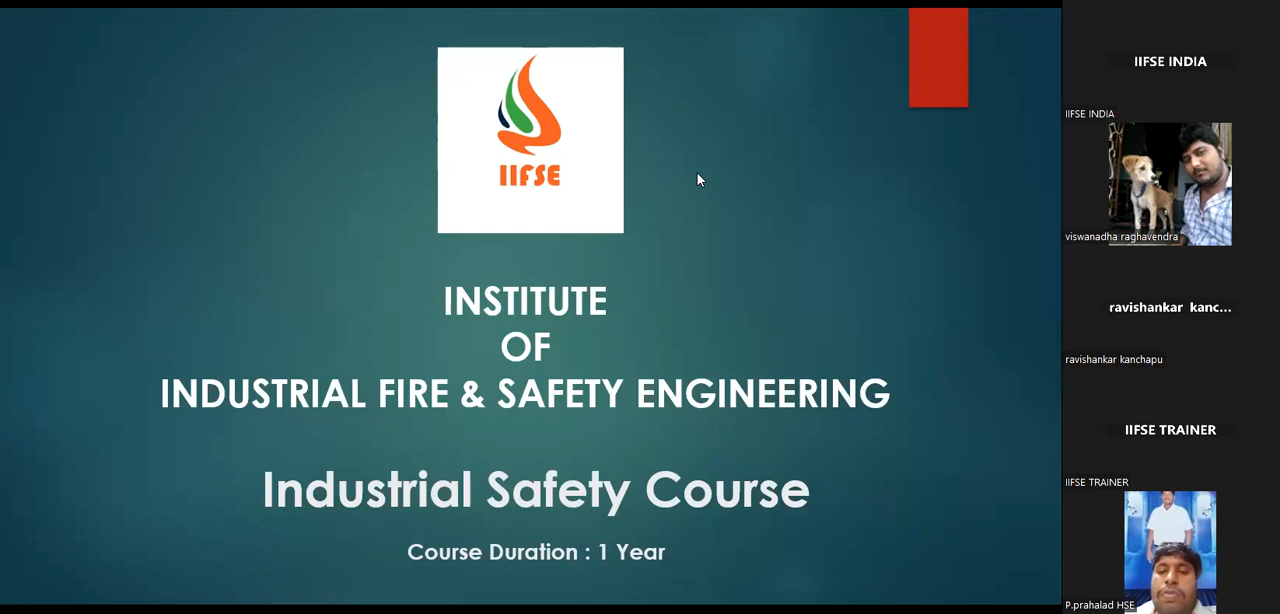 IIFSE
INSTITUTE
OF
INDUSTRIAL FIRE & SAFETY ENGINEERING
Industrial Safety Course
Course Duration : 1 Year
IIFSE INDIA
IIFSE INDIA
viswanadha raghavendra
ravishankar kanc...
ravishankar kanchapu
IIFSE TRAINER
IIFSE TRAINER
P.prahalad HSE